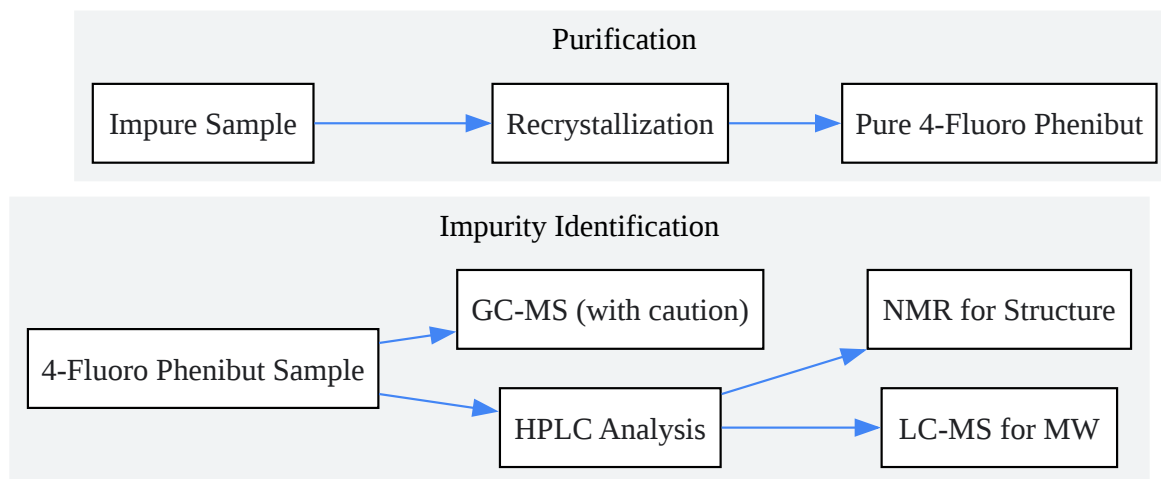 Purification
Impure Sample
Recrystallization
Pure 4-Fluoro Phenibut
Impurity Identification
4-Fluoro Phenibut Sample
GC-MS (with caution)
HPLC Analysis
NMR for Structure
LC-MS for MW